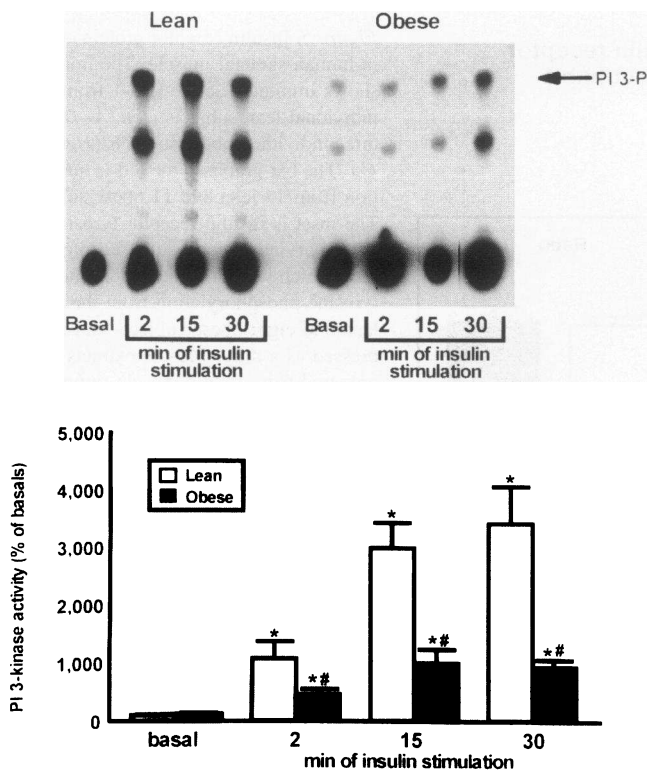 Lean Obese
PI 3-P
Basal 2 15 30 Basal 2 15 30
min of insulin stimulation
min of insulin stimulation
PI 3-kinase activity (% of basals)
5,000
4,000
3,000
2,000
1,000
0
Lean
Obese
* *# * *# * *#
basal 2 15 30
min of insulin stimulation